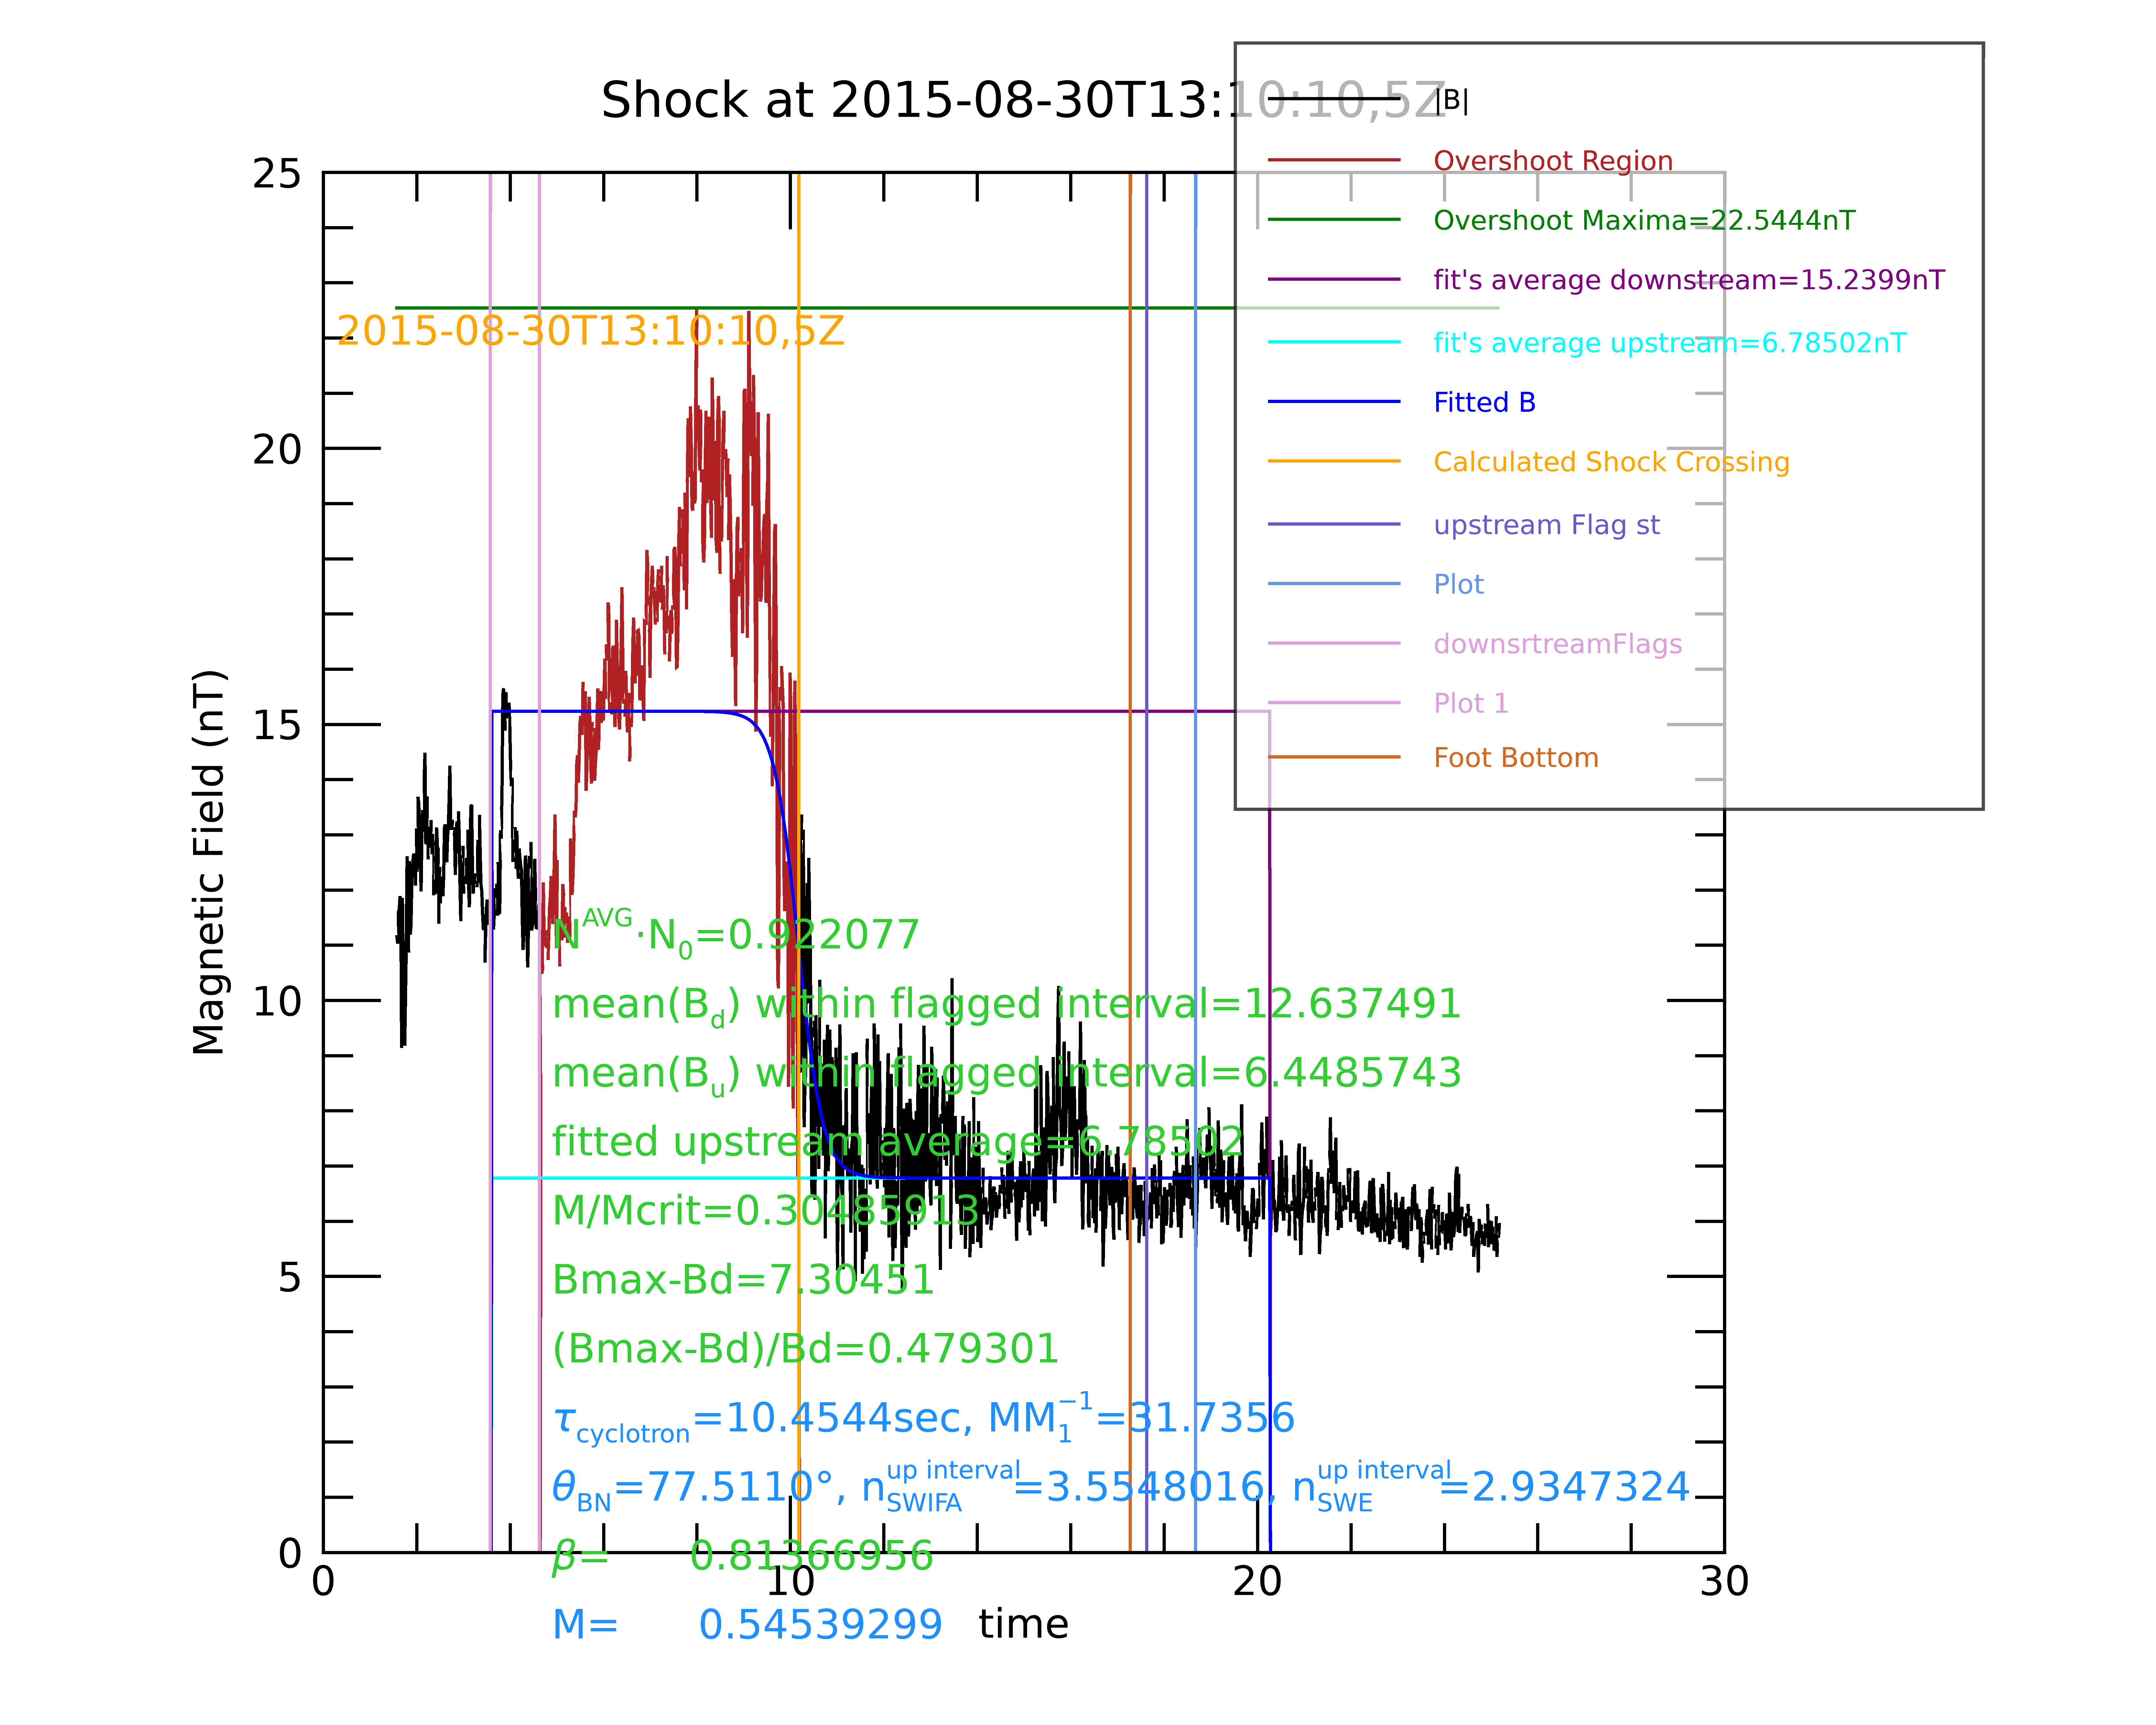 Shock at 2015-08-30T13:10:10,5Z
|B|
Overshoot Region
Overshoot Maxima=22.5444nT
fit's average downstream=15.2399nT
fit's average upstream=6.78502nT
Fitted B
Calculated Shock Crossing
upstream Flag st
Plot
downsrtreamFlags
Plot 1
Foot Bottom
2015-08-30T13:10:10,5Z
25
20
15
10
5
0
Magnetic Field (nT)
N^AVG·N_0=0.922077
mean(B_d) within flagged interval=12.637491
mean(B_u) within flagged interval=6.4485743
fitted upstream average=6.78502
M/Mcrit=0.30485913
Bmax-Bd=7.30451
(Bmax-Bd)/Bd=0.479301
τ_cyclotron=10.4544sec, MM_1^−1=31.7356
θ_BN=77.5110°, n_SWIFA^up interval=3.5548016, n_SWE^up interval=2.9347324
β= 0.81366956
0 10 20 30
M= 0.54539299
time